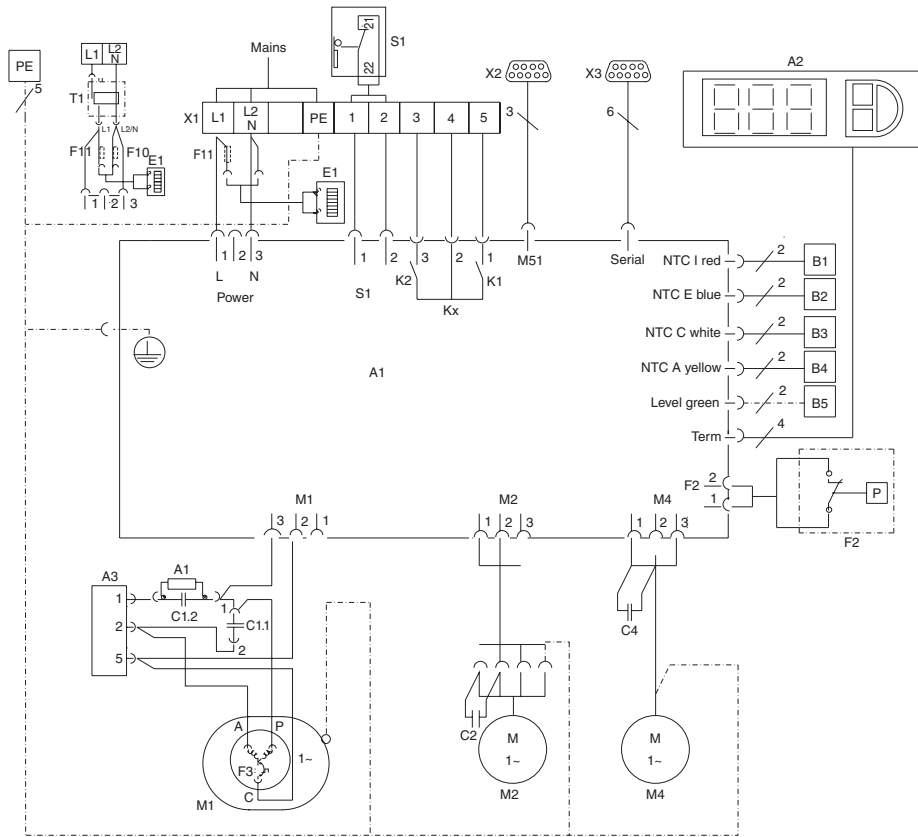 Mains
S1
21
22
X2
X3
A2
PE
5
L1 L2 N
T1
L1 L2/N
F11 F10
E1
1 2 3
X1 L1 L2 N PE 1 2 3 4 5
3
6
F11
E1
M51
Serial
1 2 3
L N
Power
1 2
S1
3 2 1
K2 K1
Kx
A1
NTC I red 2 B1
NTC E blue 2 B2
NTC C white 2 B3
NTC A yellow 2 B4
Level green 2 B5
Term 4
F2 2
1
P
F2
M1
3 2 1
M2
1 2 3
M4
1 2 3
A3
A1
1
C1.2
1
C1.1
2
2
5
A P
F3
C
1~
M1
C2
M
1~
M2
C4
M
1~
M4